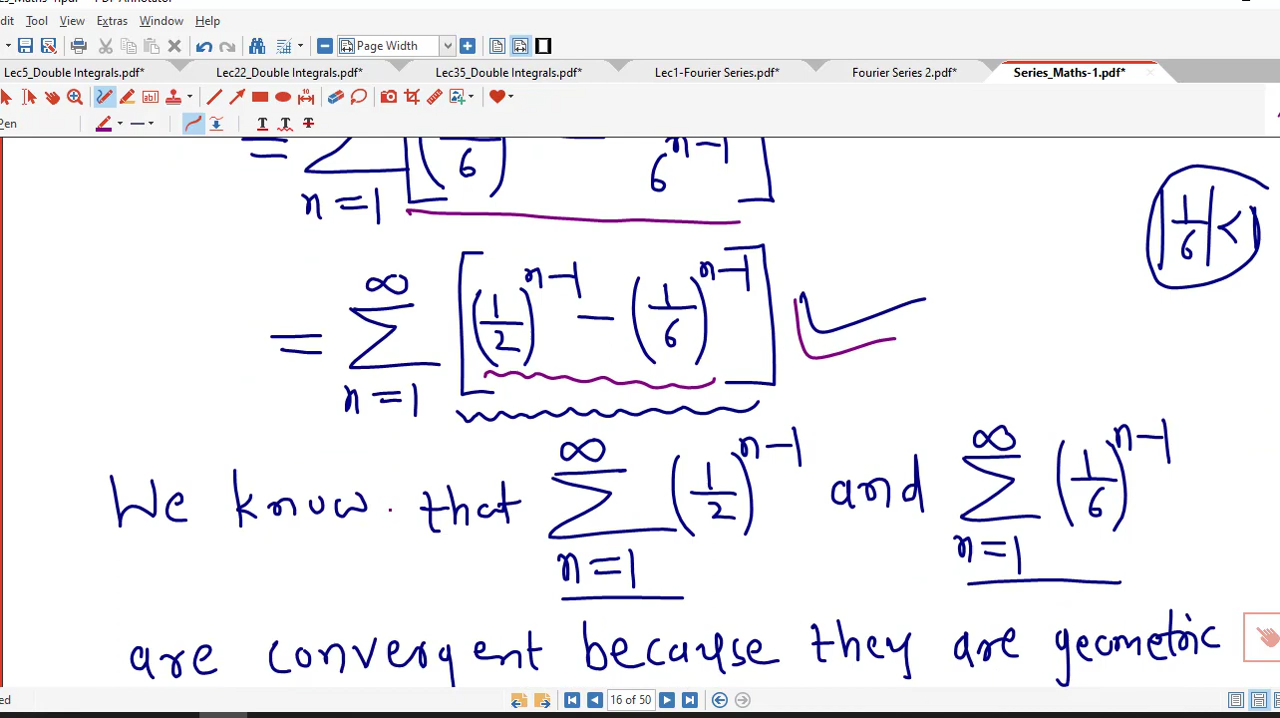 Tool View Extras Window Help
Page Width
Lec5_Double Integrals.pdf* Lec22_Double Integrals.pdf* Lec35_Double Integrals.pdf* Lec1-Fourier Series.pdf* Fourier Series 2.pdf* Series_Maths-1.pdf*
= ∑ n=1 [( /6) 6^(n-1)]
|1/6| < 1
= ∑_{n=1}^{∞} [(1/2)^{n-1} − (1/6)^{n-1}]
We know. that ∑_{n=1}^{∞} (1/2)^{n-1} and ∑_{n=1}^{∞} (1/6)^{n-1}
are convergent because they are geometric
16 of 50